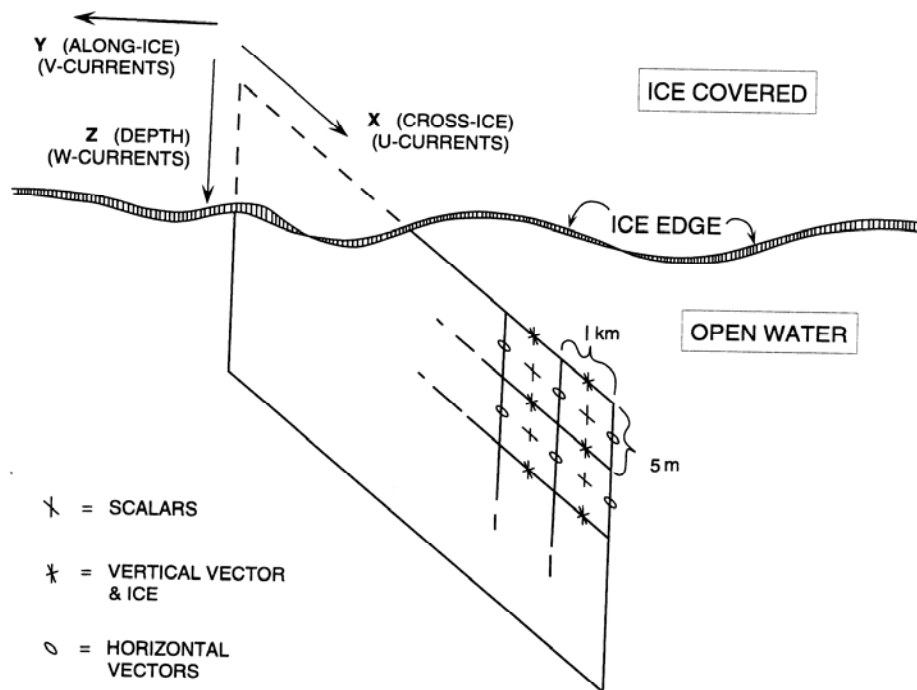 Y (ALONG-ICE)
(V-CURRENTS)
Z (DEPTH)
(W-CURRENTS)
X (CROSS-ICE)
(U-CURRENTS)
ICE COVERED
ICE EDGE
OPEN WATER
1 km
5 m
= SCALARS
= VERTICAL VECTOR
& ICE
= HORIZONTAL
VECTORS